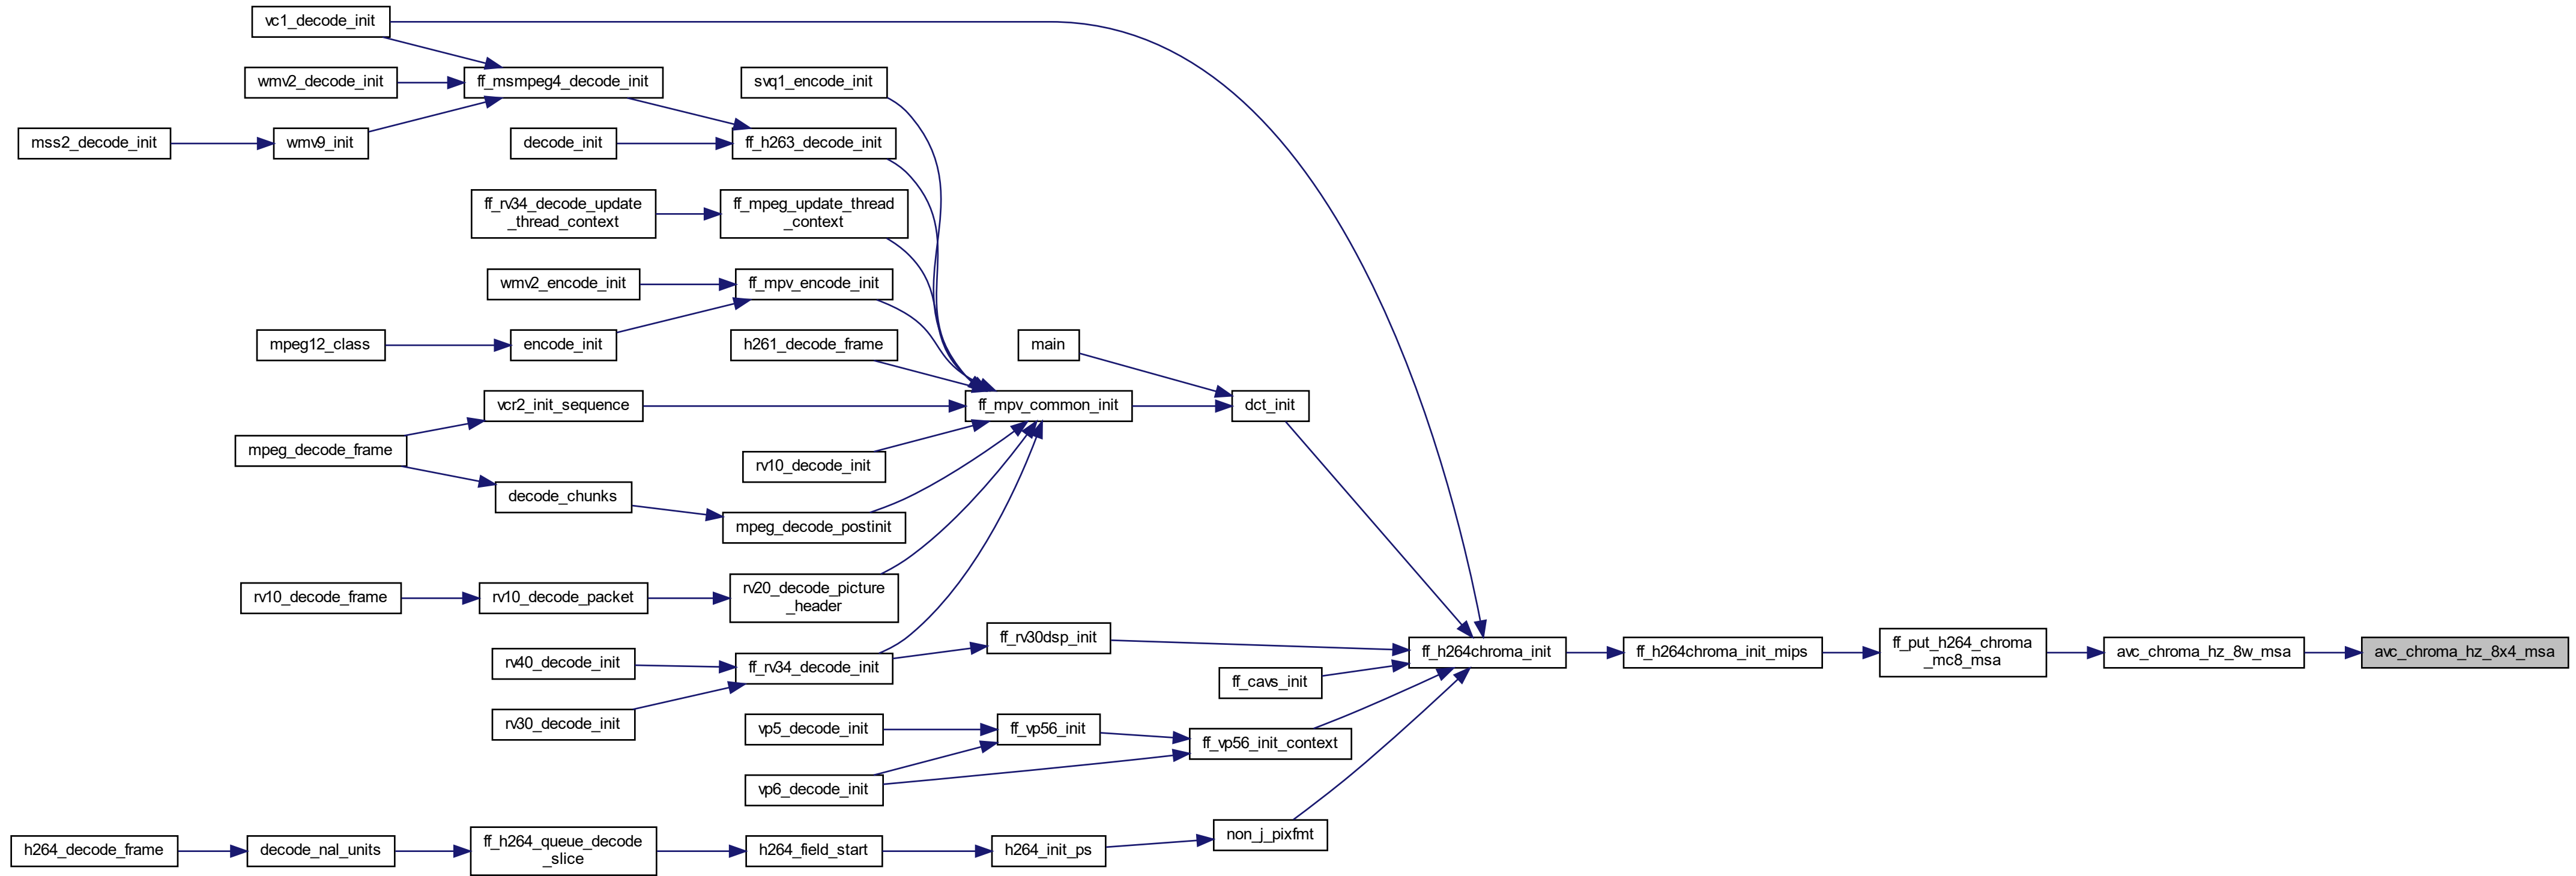 vc1_decode_init
wmv2_decode_init
ff_msmpeg4_decode_init
svq1_encode_init
mss2_decode_init
wmv9_init
decode_init
ff_h263_decode_init
ff_rv34_decode_update
_thread_context
ff_mpeg_update_thread
_context
wmv2_encode_init
ff_mpv_encode_init
mpeg12_class
encode_init
h261_decode_frame
main
vcr2_init_sequence
ff_mpv_common_init
dct_init
mpeg_decode_frame
rv10_decode_init
decode_chunks
mpeg_decode_postinit
rv10_decode_frame
rv10_decode_packet
rv20_decode_picture
_header
rv40_decode_init
ff_rv34_decode_init
ff_rv30dsp_init
ff_h264chroma_init
ff_h264chroma_init_mips
ff_put_h264_chroma
_mc8_msa
avc_chroma_hz_8w_msa
avc_chroma_hz_8x4_msa
ff_cavs_init
rv30_decode_init
vp5_decode_init
ff_vp56_init
ff_vp56_init_context
vp6_decode_init
non_j_pixfmt
h264_decode_frame
decode_nal_units
ff_h264_queue_decode
_slice
h264_field_start
h264_init_ps